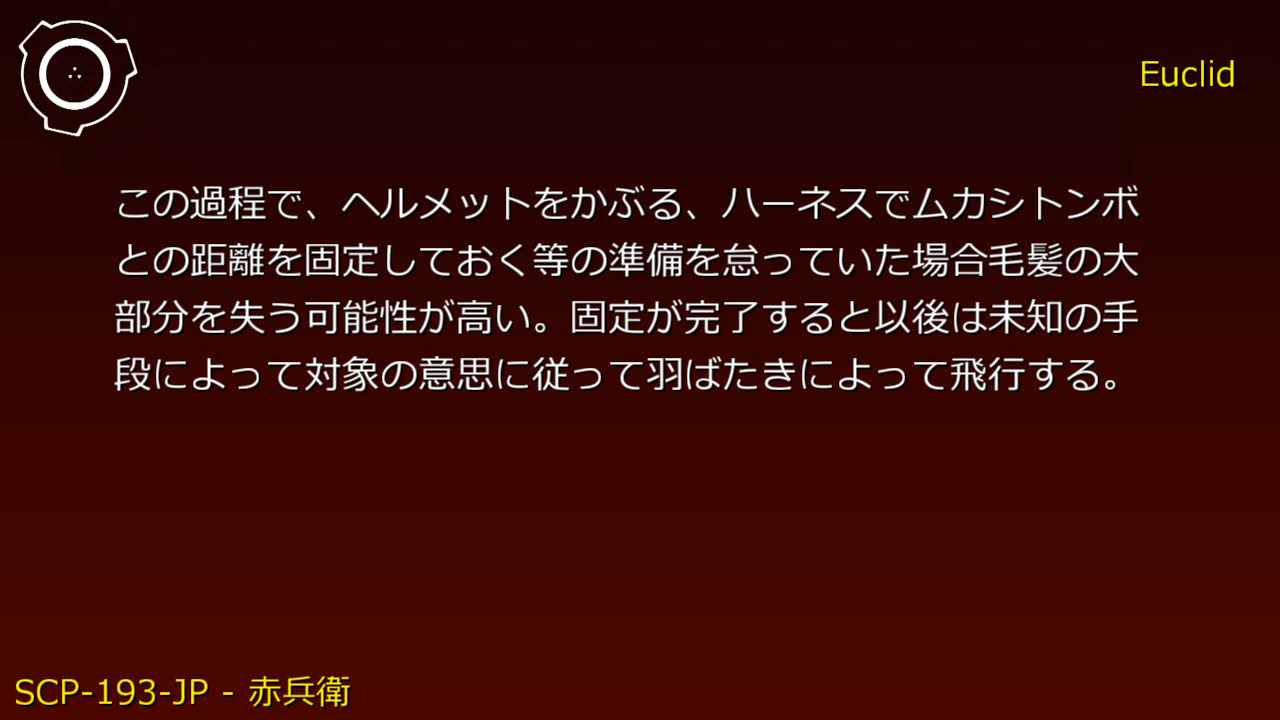 Euclid
この過程で、ヘルメットをかぶる、ハーネスでムカシトンボ
との距離を固定しておく等の準備を怠っていた場合毛髪の大
部分を失う可能性が高い。固定が完了すると以後は未知の手
段によって対象の意思に従って羽ばたきによって飛行する。
SCP-193-JP - 赤兵衛